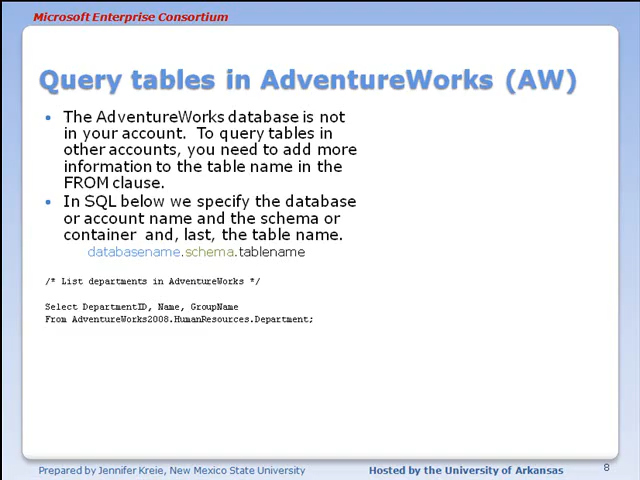 Microsoft Enterprise Consortium
Query tables in AdventureWorks (AW)
• The AdventureWorks database is not
in your account. To query tables in
other accounts, you need to add more
information to the table name in the
FROM clause.
• In SQL below we specify the database
or account name and the schema or
container and, last, the table name.
databasename.schema.tablename
/* List departments in AdventureWorks */
Select DepartmentID, Name, GroupName
From AdventureWorks2008.HumanResources.Department;
Prepared by Jennifer Kreie, New Mexico State University
Hosted by the University of Arkansas
8